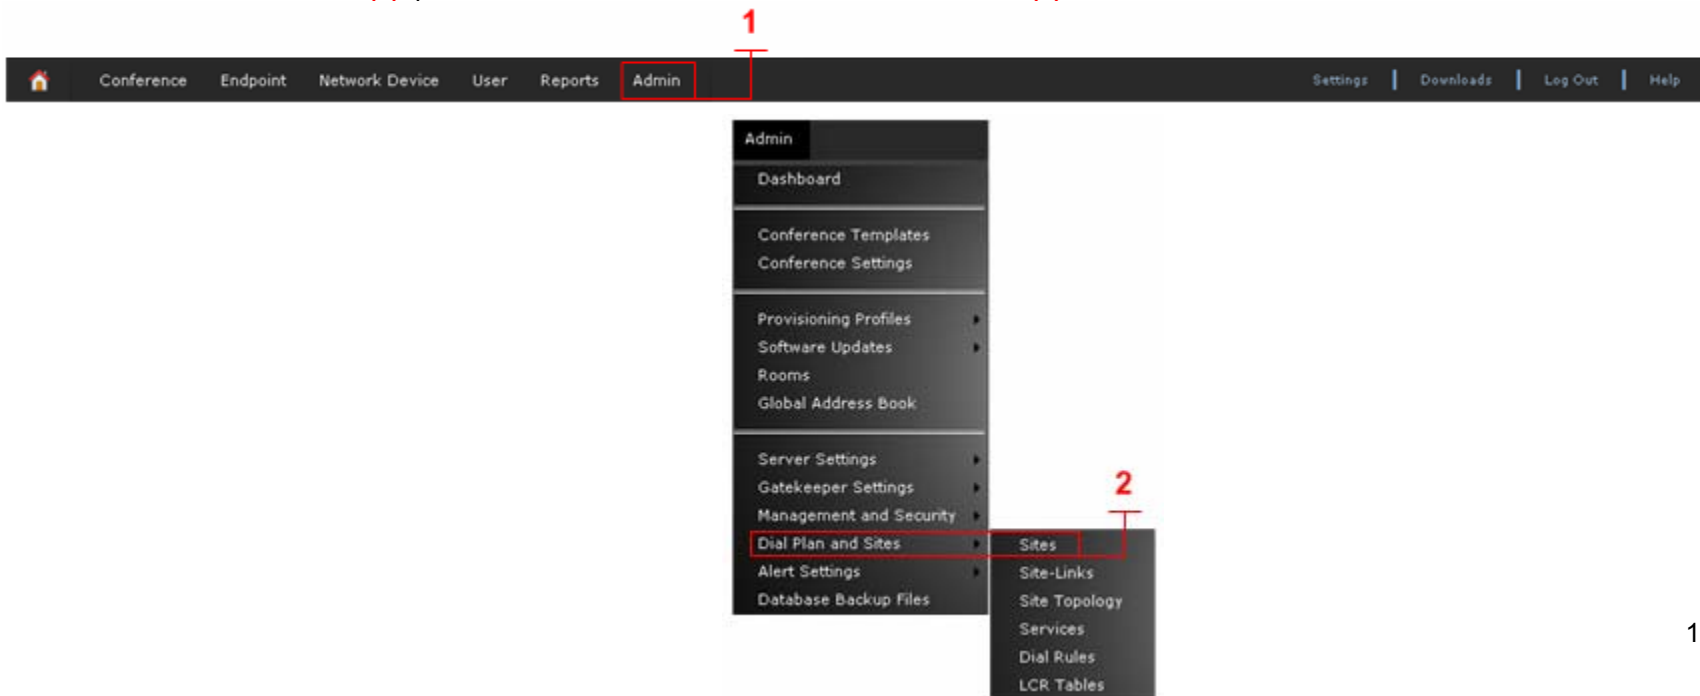 1
Conference Endpoint Network Device User Reports Admin Settings Downloads Log Out Help
Admin
Dashboard
Conference Templates
Conference Settings
Provisioning Profiles
Software Updates
Rooms
Global Address Book
Server Settings
Gatekeeper Settings
2
Management and Security
Dial Plan and Sites
Sites
Alert Settings
Site-Links
Database Backup Files
Site Topology
Services
1
Dial Rules
LCR Tables